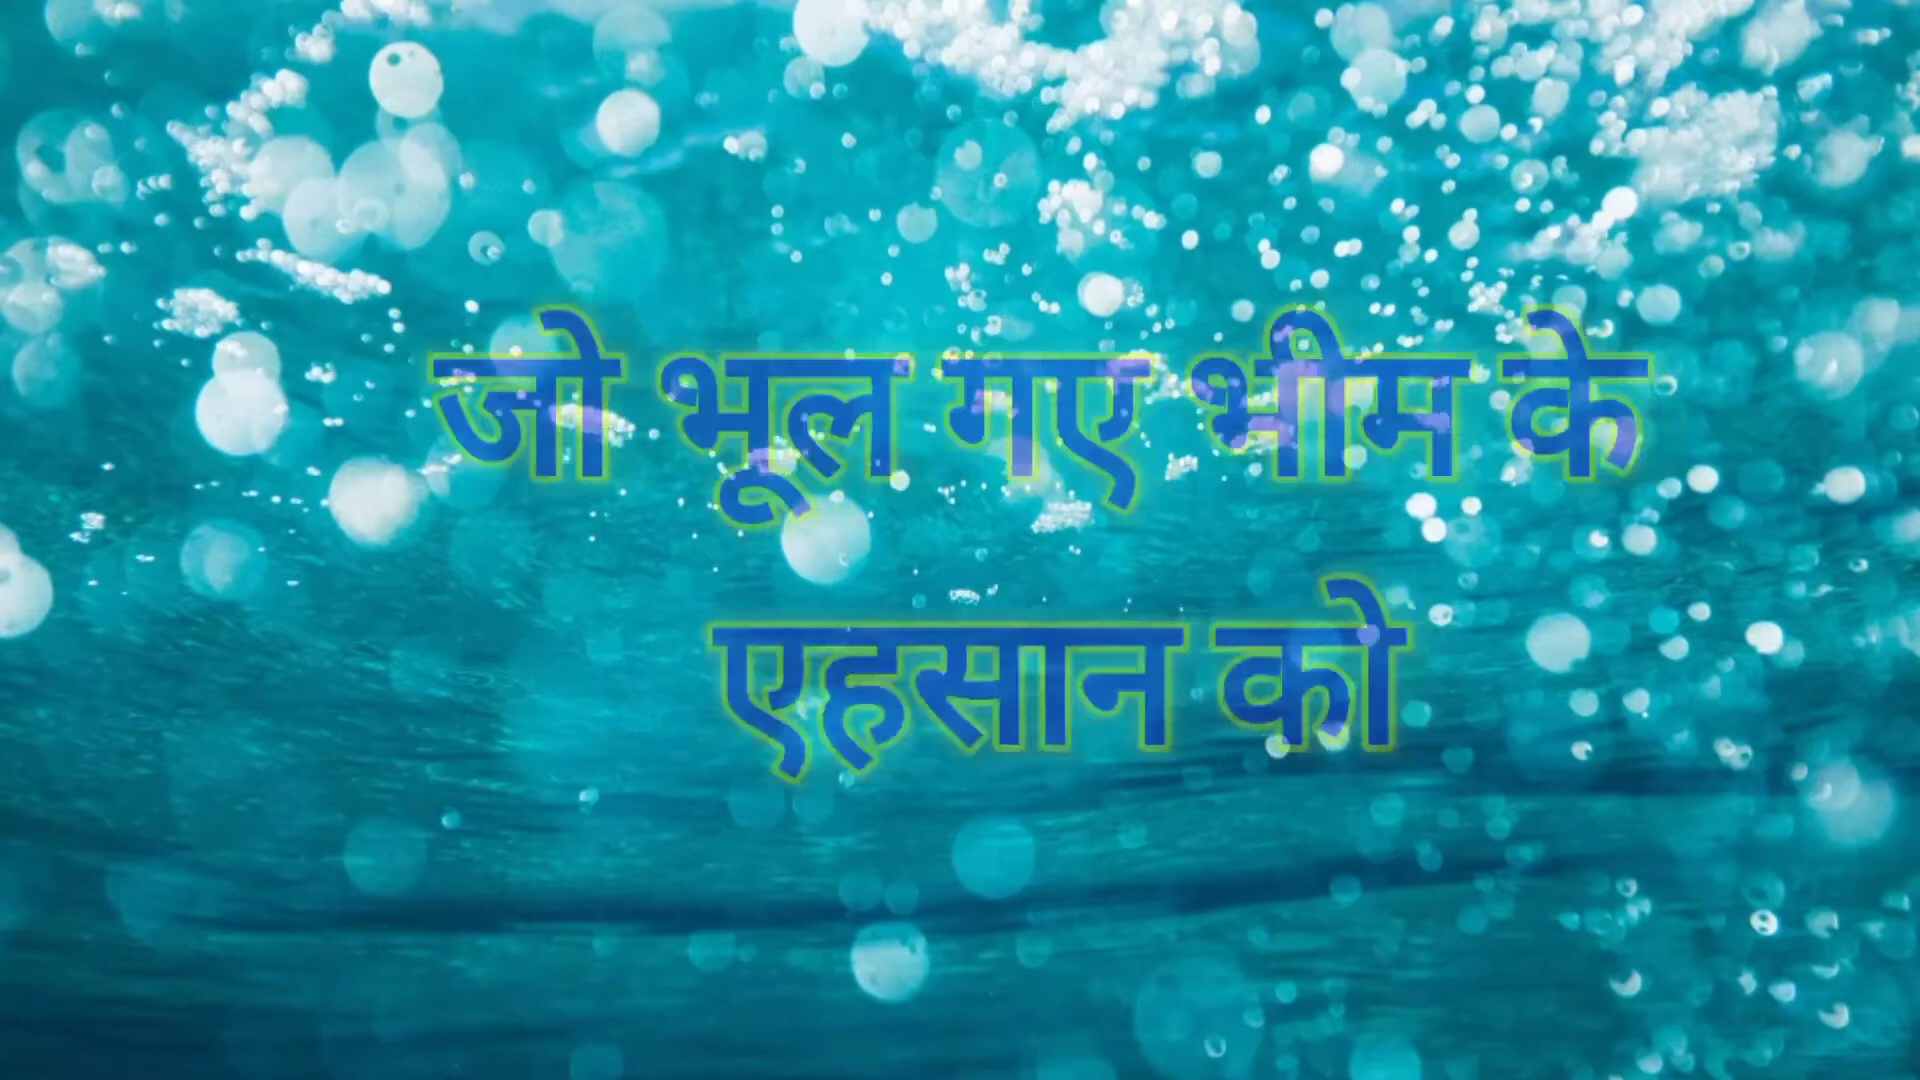 जो भूल गए भीम के
एहसान को